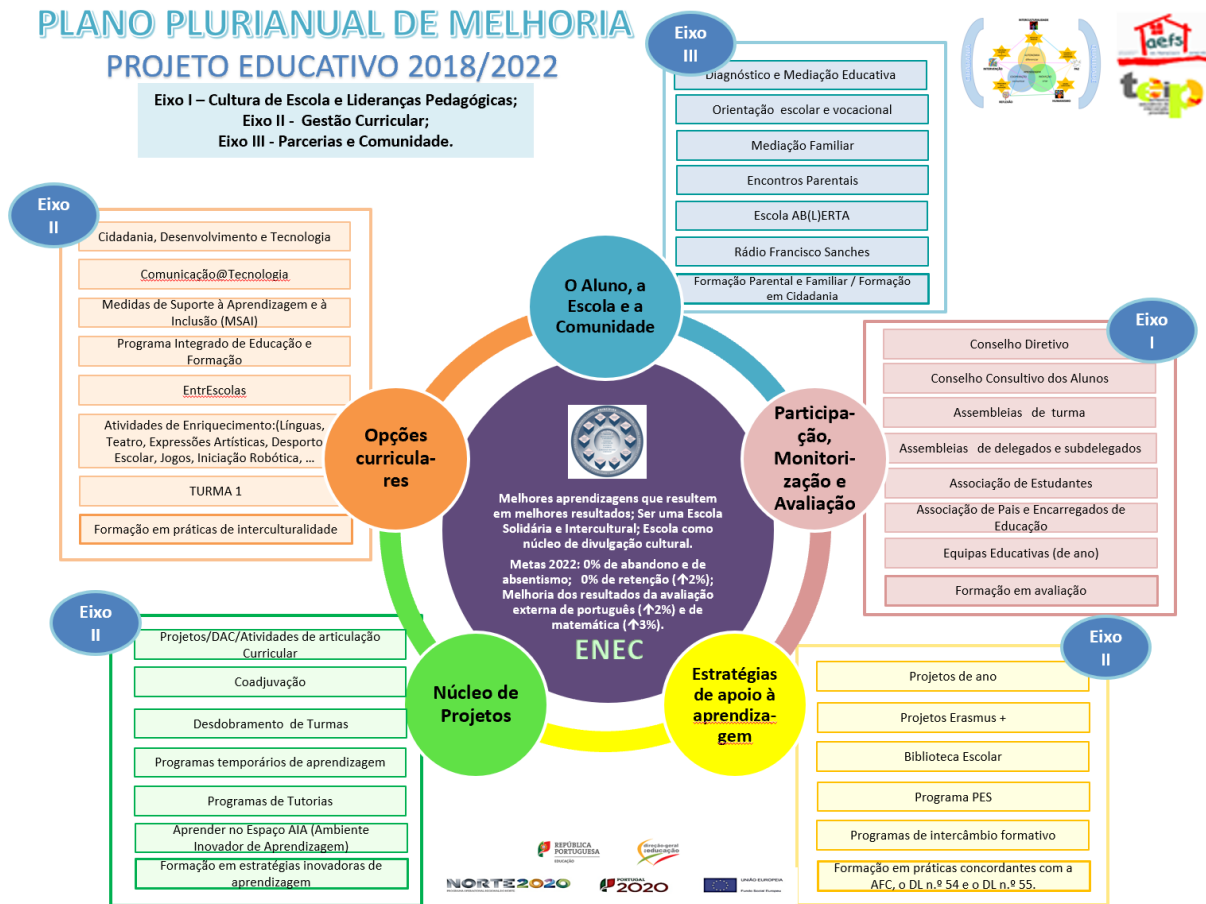 PLANO PLURIANUAL DE MELHORIA
PROJETO EDUCATIVO 2018/2022
Eixo I – Cultura de Escola e Lideranças Pedagógicas;
Eixo II - Gestão Curricular;
Eixo III - Parcerias e Comunidade.
Eixo
III
Diagnóstico e Mediação Educativa
Orientação escolar e vocacional
Mediação Familiar
Encontros Parentais
Escola AB(L)ERTA
Rádio Francisco Sanches
Formação Parental e Familiar / Formação
em Cidadania
aefs
teip
Eixo
II
Cidadania, Desenvolvimento e Tecnologia
Comunicação@Tecnologia
Medidas de Suporte à Aprendizagem e à
Inclusão (MSAI)
Programa Integrado de Educação e
Formação
EntrEscolas
Atividades de Enriquecimento:(Línguas,
Teatro, Expressões Artísticas, Desporto
Escolar, Jogos, Iniciação Robótica, ...
TURMA 1
Formação em práticas de interculturalidade
O Aluno, a
Escola e a
Comunidade
Eixo
I
Conselho Diretivo
Conselho Consultivo dos Alunos
Assembleias de turma
Assembleias de delegados e subdelegados
Associação de Estudantes
Associação de Pais e Encarregados de
Educação
Equipas Educativas (de ano)
Formação em avaliação
Opções
curricula-
res
Participa-
ção,
Monitori-
zação e
Avaliação
Melhores aprendizagens que resultem
em melhores resultados; Ser uma Escola
Solidária e Intercultural; Escola como
núcleo de divulgação cultural.
Metas 2022: 0% de abandono e de
absentismo; 0% de retenção (↑2%);
Melhoria dos resultados da avaliação
externa de português (↑2%) e de
matemática (↑3%).
ENEC
Eixo
II
Projetos/DAC/Atividades de articulação
Curricular
Coadjuvação
Desdobramento de Turmas
Programas temporários de aprendizagem
Programas de Tutorias
Aprender no Espaço AIA (Ambiente
Inovador de Aprendizagem)
Formação em estratégias inovadoras de
aprendizagem
Núcleo de
Projetos
Estratégias
de apoio à
aprendiza-
gem
Eixo
II
Projetos de ano
Projetos Erasmus +
Biblioteca Escolar
Programa PES
Programas de intercâmbio formativo
Formação em práticas concordantes com a
AFC, o DL n.º 54 e o DL n.º 55.
REPÚBLICA
PORTUGUESA
EDUCAÇÃO
direção-geral
educação
NORTE2020
PORTUGAL
2020
UNIÃO EUROPEIA
Fundo Social Europeu